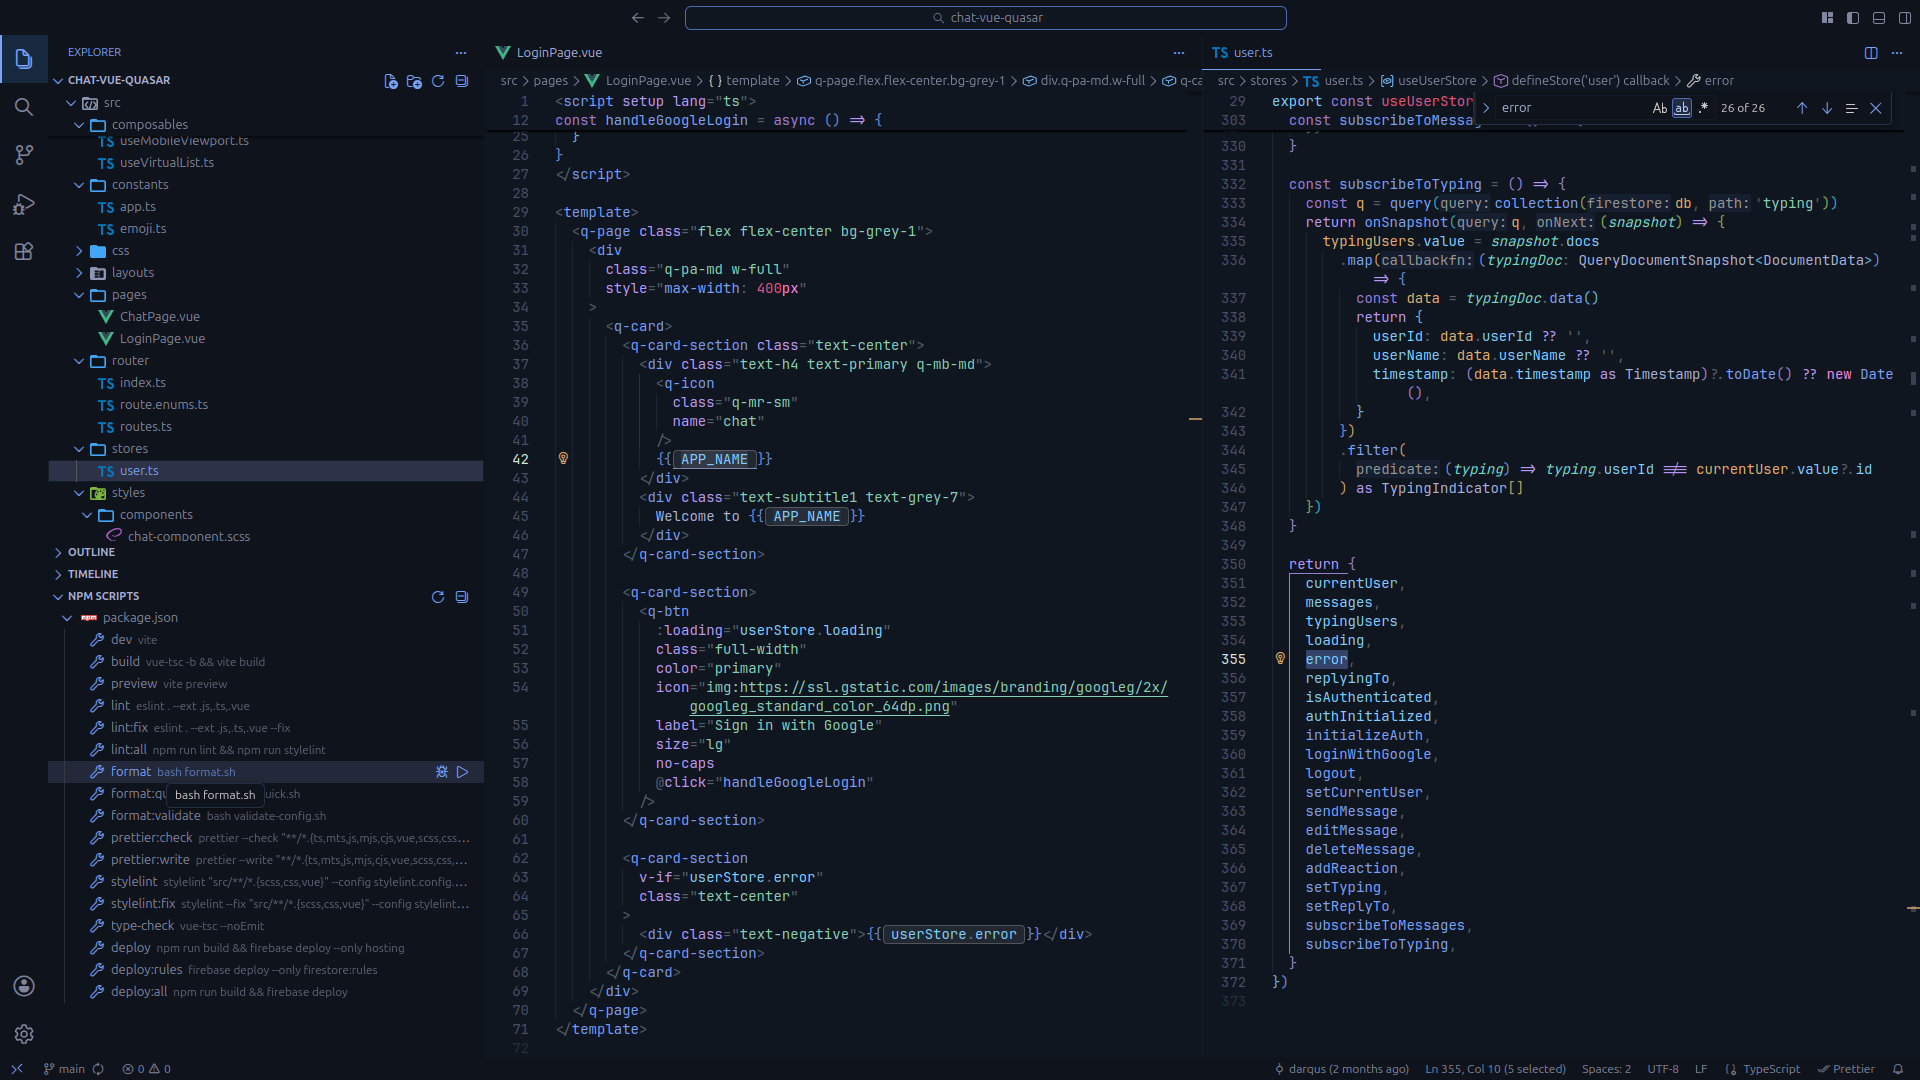 chat-vue-quasar
EXPLORER
CHAT-VUE-QUASAR
src
composables
useMobileViewport.ts
useVirtualList.ts
constants
app.ts
emoji.ts
css
layouts
pages
ChatPage.vue
LoginPage.vue
router
index.ts
route.enums.ts
routes.ts
stores
user.ts
styles
components
chat-component.scss
OUTLINE
TIMELINE
NPM SCRIPTS
package.json
dev vite
build vue-tsc -b && vite build
preview vite preview
lint eslint . --ext .js,.ts,.vue
lint:fix eslint . --ext .js,.ts,.vue --fix
lint:all npm run lint && npm run stylelint
format bash format.sh
format:qu uick.sh
bash format.sh
format:validate bash validate-config.sh
prettier:check prettier --check "**/*.{ts,mts,js,mjs,cjs,vue,scss,css...
prettier:write prettier --write "**/*.{ts,mts,js,mjs,cjs,vue,scss,css,...
stylelint stylelint "src/**/*.{scss,css,vue}" --config stylelint.config....
stylelint:fix stylelint --fix "src/**/*.{scss,css,vue}" --config stylelint...
type-check vue-tsc --noEmit
deploy npm run build && firebase deploy --only hosting
deploy:rules firebase deploy --only firestore:rules
deploy:all npm run build && firebase deploy
LoginPage.vue
src > pages > LoginPage.vue > {} template > q-page.flex.flex-center.bg-grey-1 > div.q-pa-md.w-full > q-ca
1 <script setup lang="ts">
12 const handleGoogleLogin = async () => {
25 }
26 }
27 </script>
28
29 <template>
30 <q-page class="flex flex-center bg-grey-1">
31 <div
32 class="q-pa-md w-full"
33 style="max-width: 400px"
34 >
35 <q-card>
36 <q-card-section class="text-center">
37 <div class="text-h4 text-primary q-mb-md">
38 <q-icon
39 class="q-mr-sm"
40 name="chat"
41 />
42 {{ APP_NAME }}
43 </div>
44 <div class="text-subtitle1 text-grey-7">
45 Welcome to {{ APP_NAME }}
46 </div>
47 </q-card-section>
48
49 <q-card-section>
50 <q-btn
51 :loading="userStore.loading"
52 class="full-width"
53 color="primary"
54 icon="img:https://ssl.gstatic.com/images/branding/googleg/2x/
googleg_standard_color_64dp.png"
55 label="Sign in with Google"
56 size="lg"
57 no-caps
58 @click="handleGoogleLogin"
59 />
60 </q-card-section>
61
62 <q-card-section
63 v-if="userStore.error"
64 class="text-center"
65 >
66 <div class="text-negative">{{ userStore.error }}</div>
67 </q-card-section>
68 </q-card>
69 </div>
70 </q-page>
71 </template>
72
TS user.ts
src > stores > TS user.ts > useUserStore > defineStore('user') callback > error
error
Ab
ab
.*
26 of 26
29 export const useUserStor
303 const subscribeToMessag
330 }
331
332 const subscribeToTyping = () => {
333 const q = query(query: collection(firestore: db, path: 'typing'))
334 return onSnapshot(query: q, onNext: (snapshot) => {
335 typingUsers.value = snapshot.docs
336 .map(callbackfn: (typingDoc: QueryDocumentSnapshot<DocumentData>)
=> {
337 const data = typingDoc.data()
338 return {
339 userId: data.userId ?? '',
340 userName: data.userName ?? '',
341 timestamp: (data.timestamp as Timestamp)?.toDate() ?? new Date
(),
342 }
343 })
344 .filter(
345 predicate: (typing) => typing.userId !== currentUser.value?.id
346 ) as TypingIndicator[]
347 })
348 }
349
350 return {
351 currentUser,
352 messages,
353 typingUsers,
354 loading,
355 error,
356 replyingTo,
357 isAuthenticated,
358 authInitialized,
359 initializeAuth,
360 loginWithGoogle,
361 logout,
362 setCurrentUser,
363 sendMessage,
364 editMessage,
365 deleteMessage,
366 addReaction,
367 setTyping,
368 setReplyTo,
369 subscribeToMessages,
370 subscribeToTyping,
371 }
372 })
373
main 0 0 darqus (2 months ago) Ln 355, Col 10 (5 selected) Spaces: 2 UTF-8 LF {} TypeScript Prettier